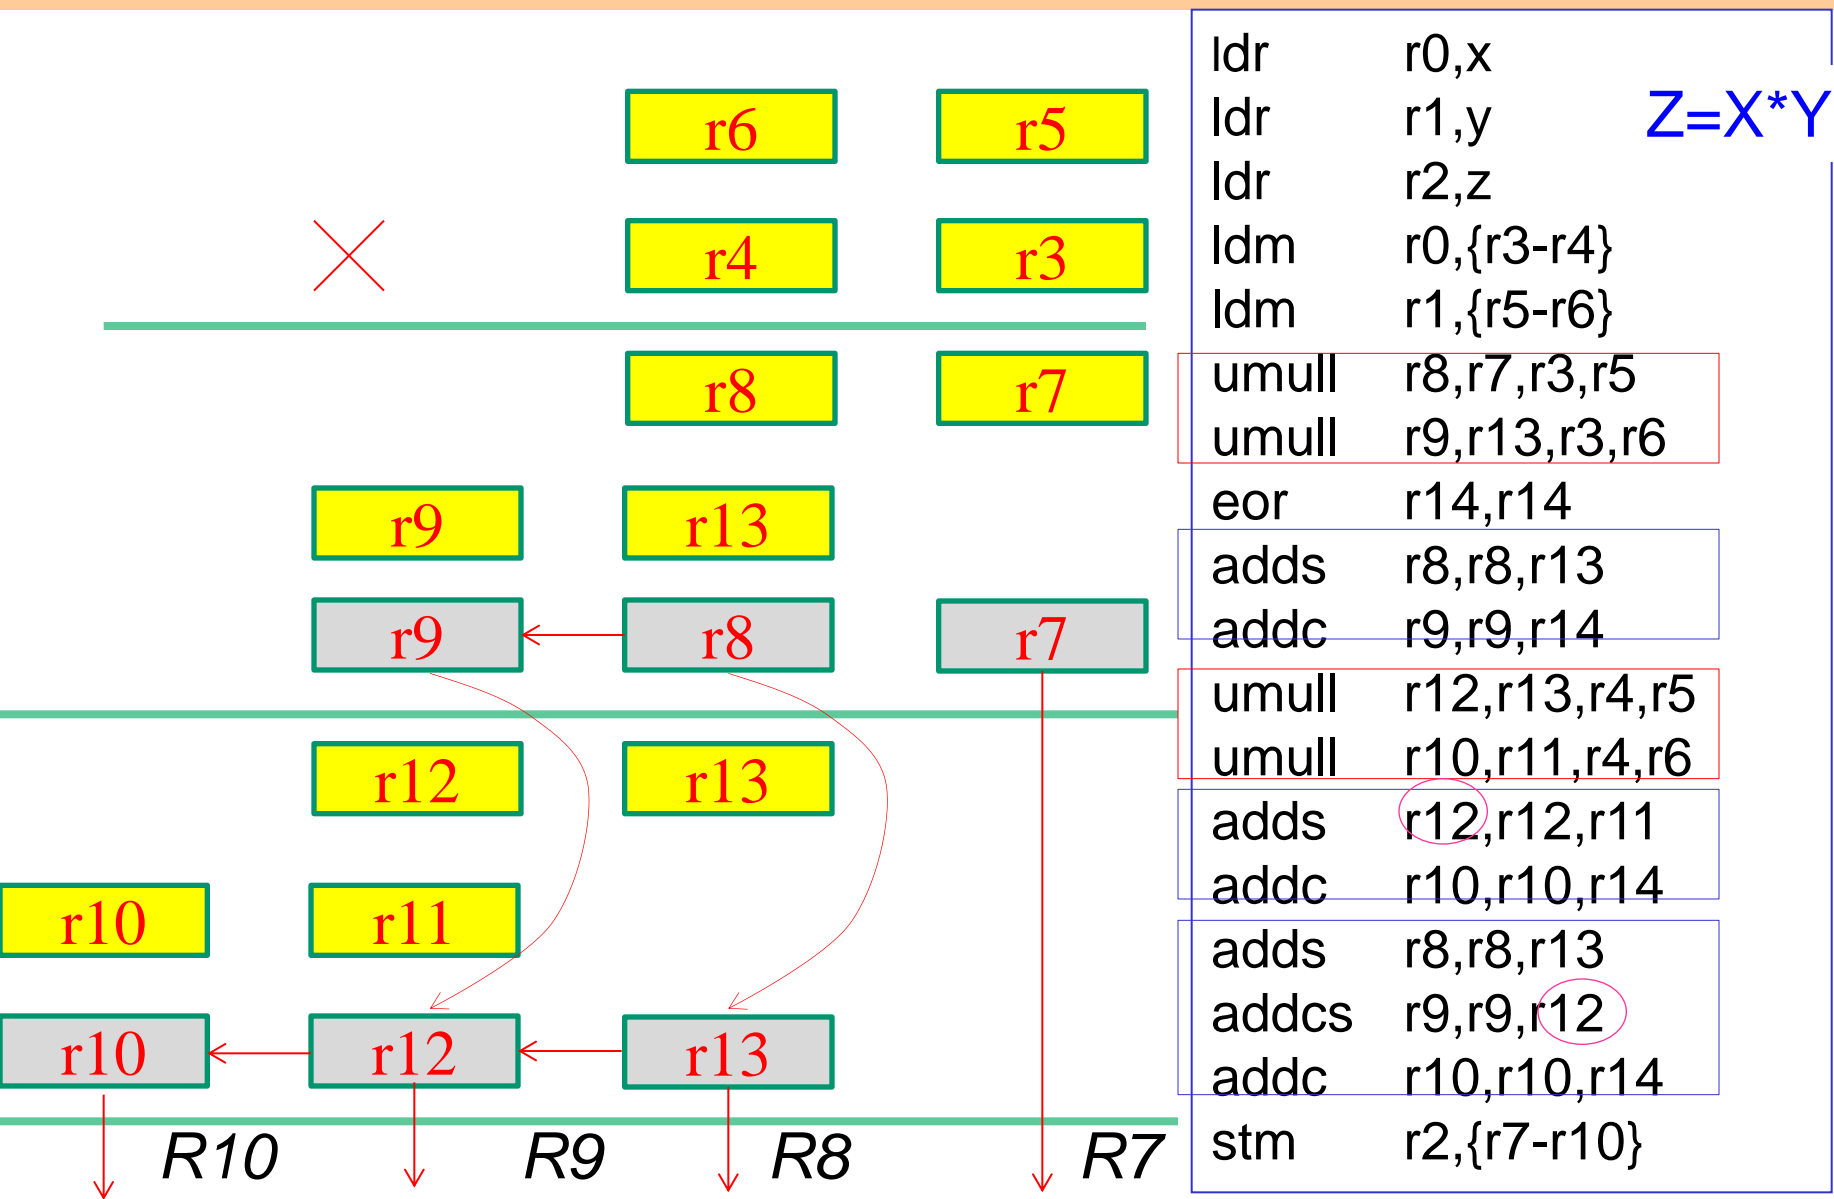 r6 r5
r4 r3
r8 r7
r9 r13
r9 r8 r7
r12 r13
r10 r11
r10 r12 r13
R10 R9 R8 R7
Z=X*Y
ldr r0,x
ldr r1,y
ldr r2,z
ldm r0,{r3-r4}
ldm r1,{r5-r6}
umull r8,r7,r3,r5
umull r9,r13,r3,r6
eor r14,r14
adds r8,r8,r13
addc r9,r9,r14
umull r12,r13,r4,r5
umull r10,r11,r4,r6
adds r12,r12,r11
addc r10,r10,r14
adds r8,r8,r13
addcs r9,r9,r12
addc r10,r10,r14
stm r2,{r7-r10}